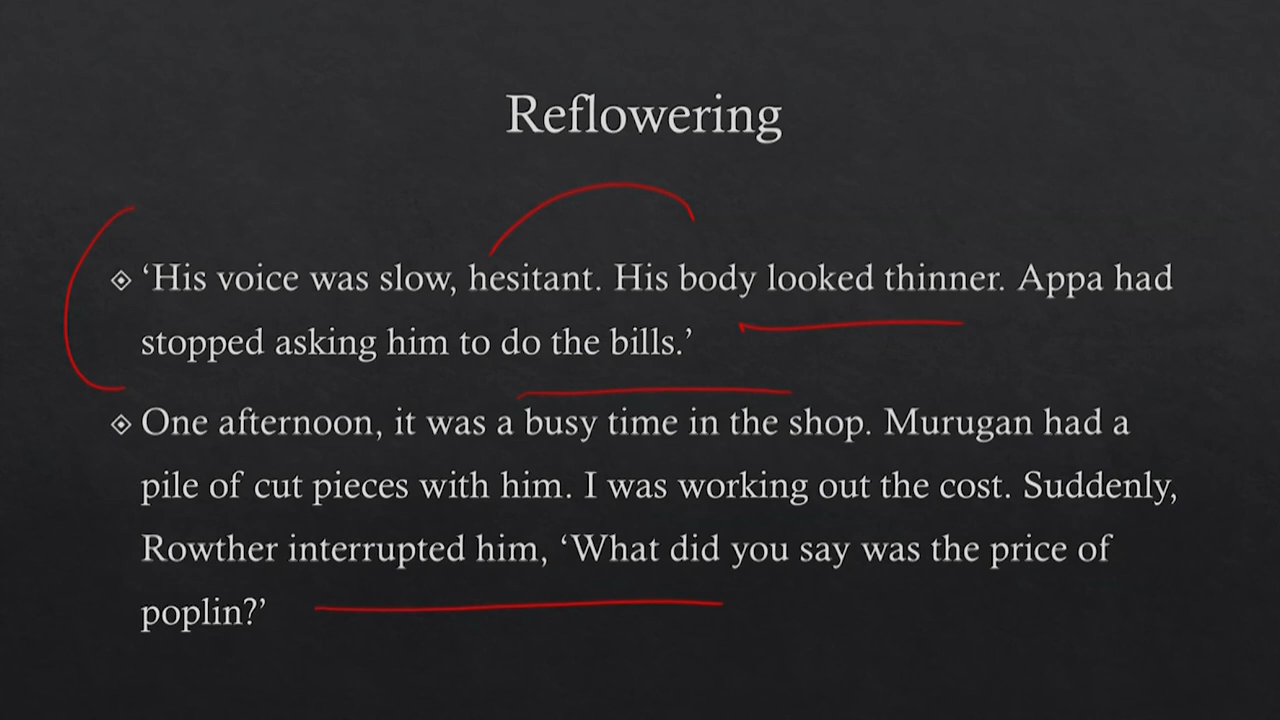 Reflowering
‘His voice was slow, hesitant. His body looked thinner. Appa had
stopped asking him to do the bills.’
One afternoon, it was a busy time in the shop. Murugan had a
pile of cut pieces with him. I was working out the cost. Suddenly,
Rowther interrupted him, ‘What did you say was the price of
poplin?’